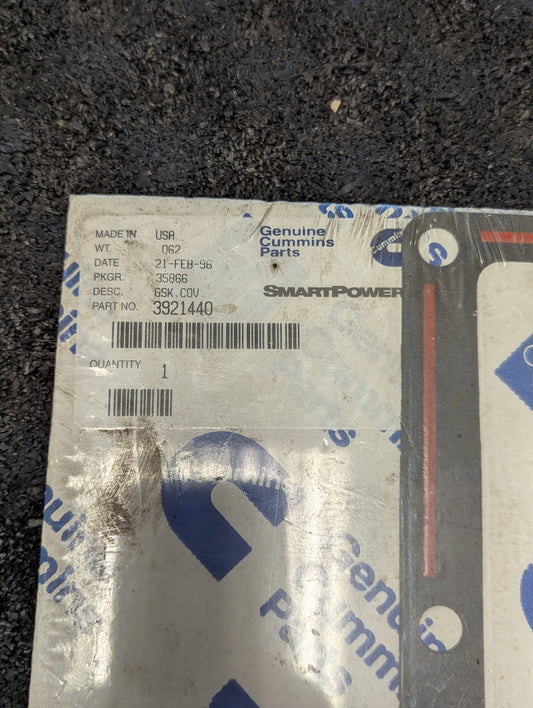 MADE IN USA
WT. .062
DATE 21-FEB-96
PKGR. 35866
DESC. GSK.COV
PART NO. 3921440
QUANTITY 1
Genuine
Cummins
Parts
SMARTPOWER
Cummins
Genuine
Cummins
Parts